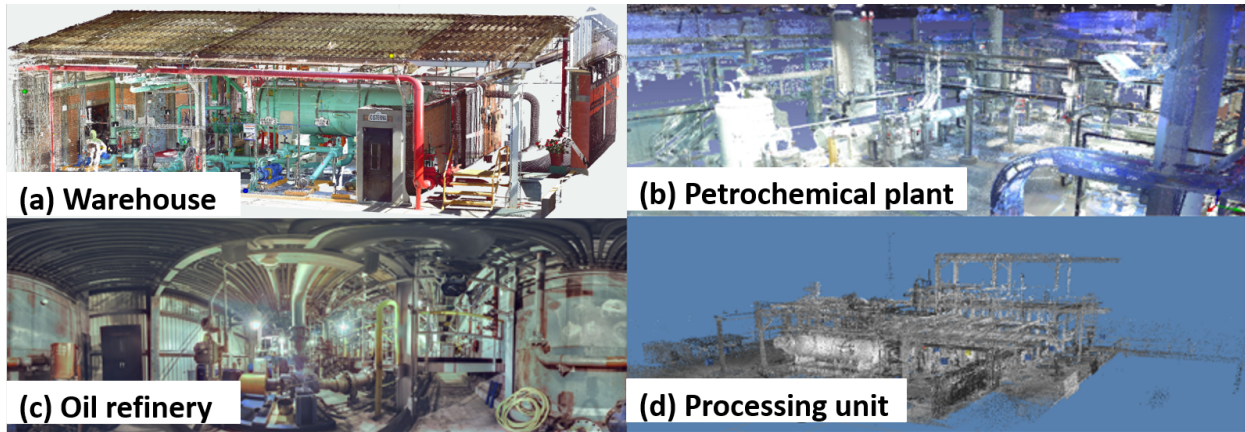 (a) Warehouse
(b) Petrochemical plant
(c) Oil refinery
(d) Processing unit